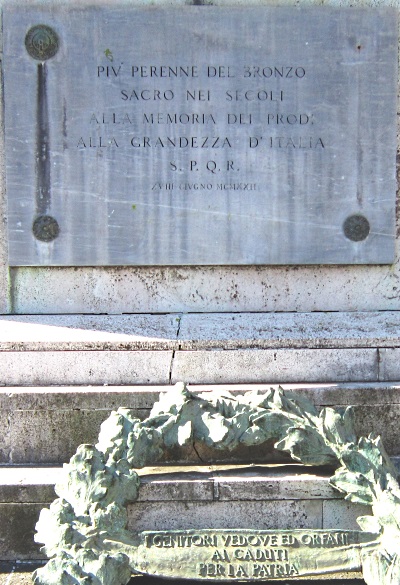 PIV' PERENNE DEL BRONZO
SACRO NEI SECOLI
ALLA MEMORIA DEI PRODI
ALLA GRANDEZZA D'ITALIA
S. P. Q. R.
XVIII GIVGNO MCMXXII
I GENITORI VEDOVE ED ORFANI
AI CADUTI
PER LA PATRIA